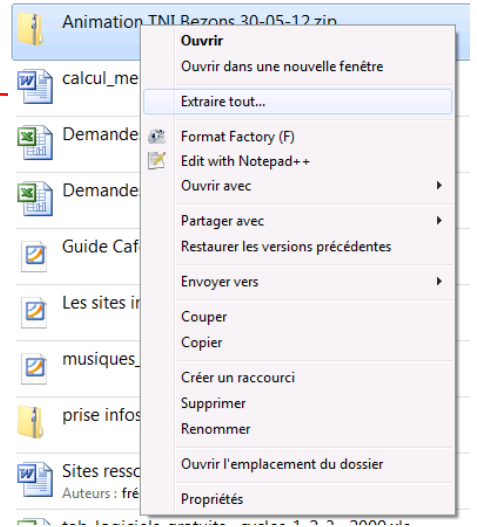 Animation TNI Bezons 30-05-12.zip
Ouvrir
Ouvrir dans une nouvelle fenêtre
calcul_me
Extraire tout...
Demande
Format Factory (F)
Edit with Notepad++
Demande
Ouvrir avec
Partager avec
Guide Caf
Restaurer les versions précédentes
Envoyer vers
Les sites in
Couper
Copier
musiques_
Créer un raccourci
Supprimer
prise infos
Renommer
Ouvrir l'emplacement du dossier
Sites resso
Auteurs : fré
Propriétés